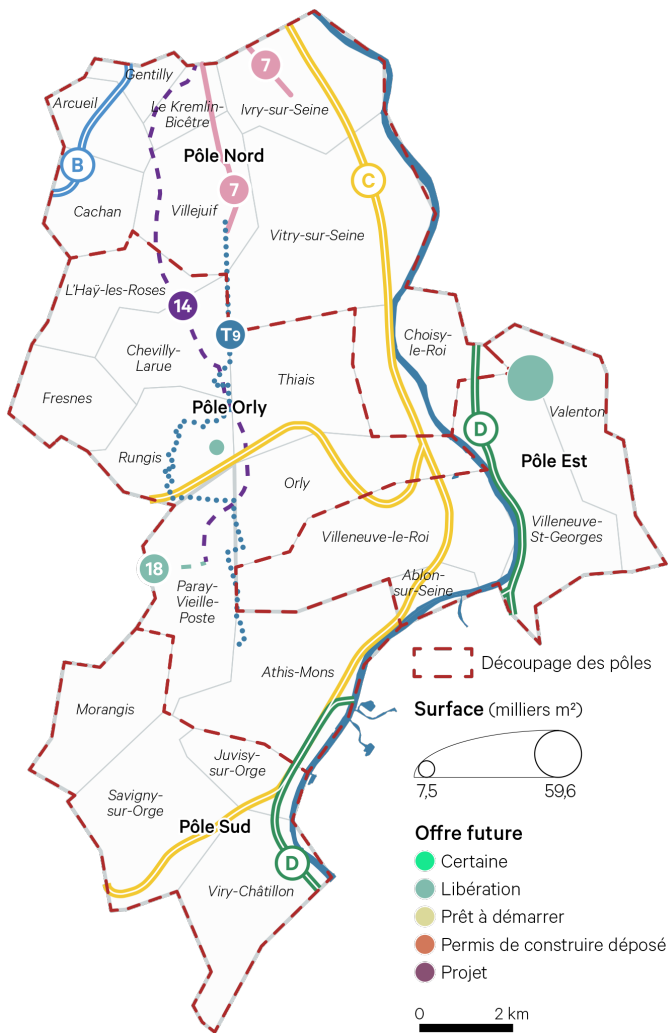 Gentilly
Arcueil
Le Kremlin-
Bicêtre
7
Ivry-sur-Seine
Pôle Nord
B
7
C
Cachan
Villejuif
Vitry-sur-Seine
L'Haÿ-les-Roses
14
T9
Choisy-
le-Roi
Chevilly-
Larue
Thiais
Fresnes
Pôle Orly
Valenton
D
Rungis
Pôle Est
Orly
Villeneuve-
St-Georges
Villeneuve-le-Roi
18
Paray-
Vieille-
Poste
Ablon-
sur-Seine
Athis-Mons
Découpage des pôles
Morangis
Surface (milliers m²)
Juvisy-
sur-Orge
7,5
59,6
Savigny-
sur-Orge
Pôle Sud
Offre future
Certaine
D
Libération
Viry-Châtillon
Prêt à démarrer
Permis de construire déposé
Projet
0
2 km